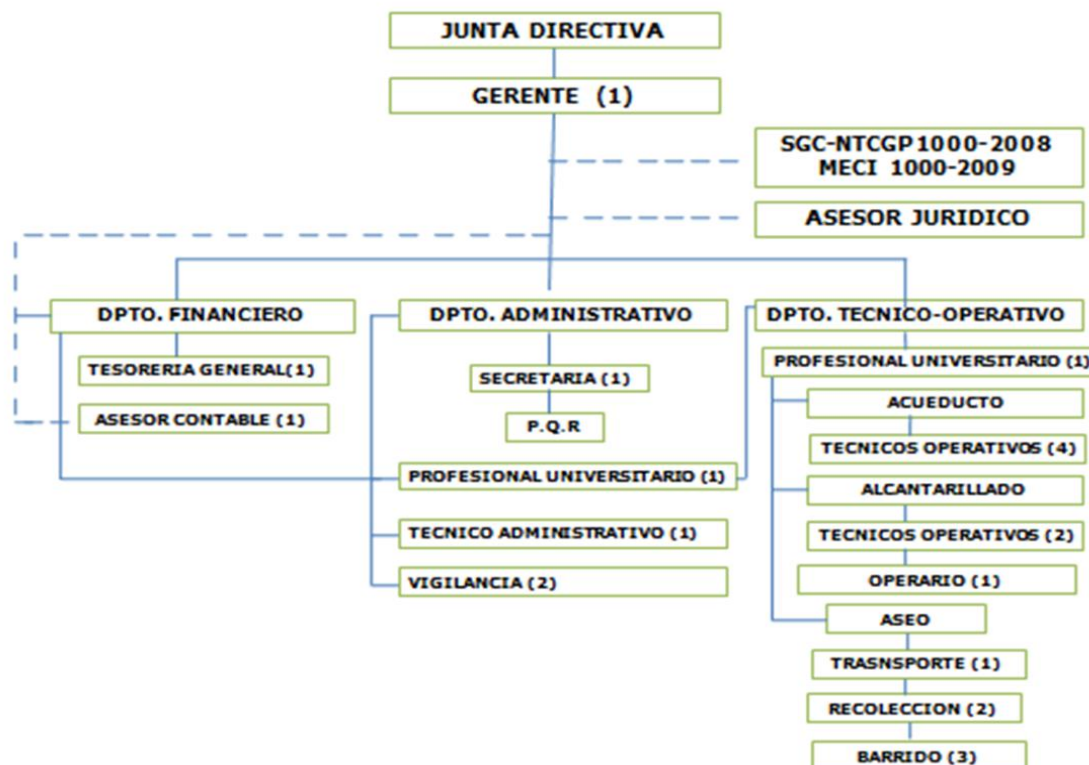 JUNTA DIRECTIVA
GERENTE (1)
SGC-NTCGP1000-2008
MECI 1000-2009
ASESOR JURIDICO
DPTO. FINANCIERO
TESORERIA GENERAL(1)
ASESOR CONTABLE (1)
DPTO. ADMINISTRATIVO
SECRETARIA (1)
P.Q.R
PROFESIONAL UNIVERSITARIO (1)
TECNICO ADMINISTRATIVO (1)
VIGILANCIA (2)
DPTO. TECNICO-OPERATIVO
PROFESIONAL UNIVERSITARIO (1)
ACUEDUCTO
TECNICOS OPERATIVOS (4)
ALCANTARILLADO
TECNICOS OPERATIVOS (2)
OPERARIO (1)
ASEO
TRASNSPORTE (1)
RECOLECCION (2)
BARRIDO (3)